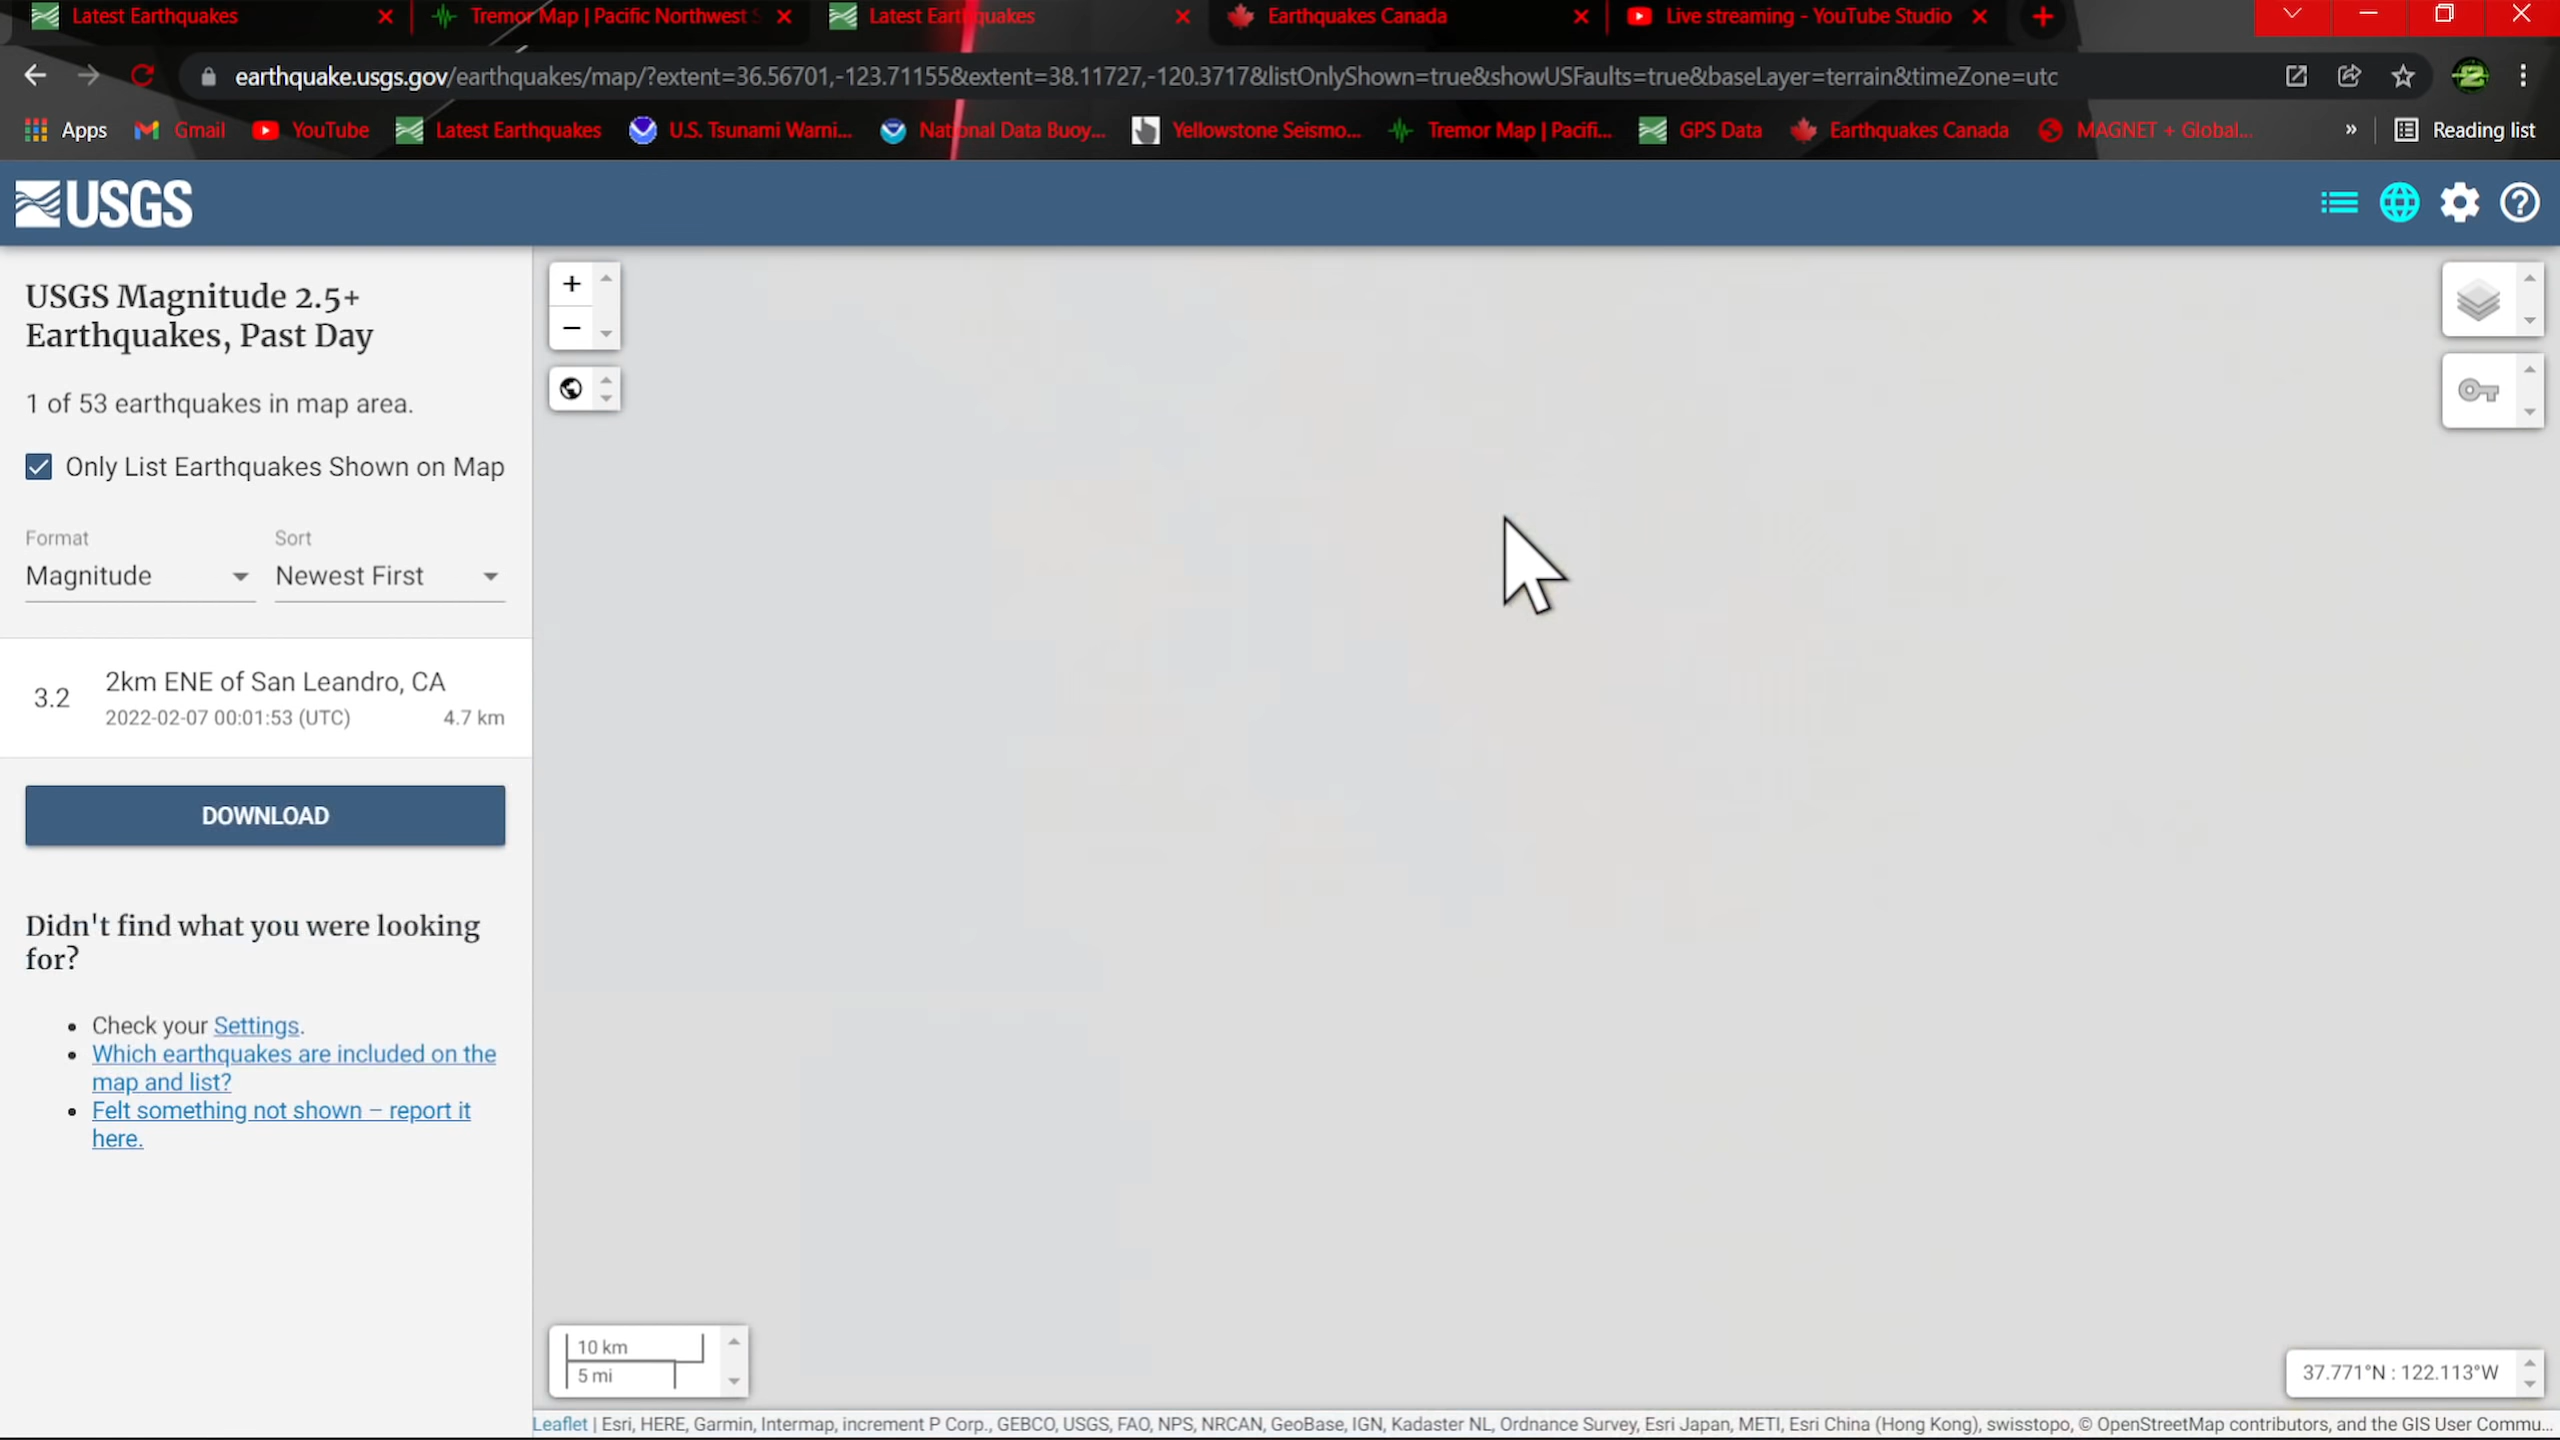 Latest Earthquakes
Tremor Map | Pacific Northwest S
Latest Earthquakes
Earthquakes Canada
Live streaming - YouTube Studio
earthquake.usgs.gov/earthquakes/map/?extent=36.56701,-123.71155&extent=38.11727,-120.3717&listOnlyShown=true&showUSFaults=true&baseLayer=terrain&timeZone=utc
Apps
Gmail
YouTube
Latest Earthquakes
U.S. Tsunami Warni...
National Data Buoy...
Yellowstone Seismo...
Tremor Map | Pacifi...
GPS Data
Earthquakes Canada
MAGNET + Global...
»
Reading list
USGS
USGS Magnitude 2.5+
Earthquakes, Past Day
1 of 53 earthquakes in map area.
Only List Earthquakes Shown on Map
Format
Sort
Magnitude
Newest First
3.2
2km ENE of San Leandro, CA
2022-02-07 00:01:53 (UTC)
4.7 km
DOWNLOAD
Didn't find what you were looking
for?
• Check your Settings.
• Which earthquakes are included on the
map and list?
• Felt something not shown – report it
here.
+
−
10 km
5 mi
37.771°N : 122.113°W
Leaflet | Esri, HERE, Garmin, Intermap, increment P Corp., GEBCO, USGS, FAO, NPS, NRCAN, GeoBase, IGN, Kadaster NL, Ordnance Survey, Esri Japan, METI, Esri China (Hong Kong), swisstopo, © OpenStreetMap contributors, and the GIS User Commu...